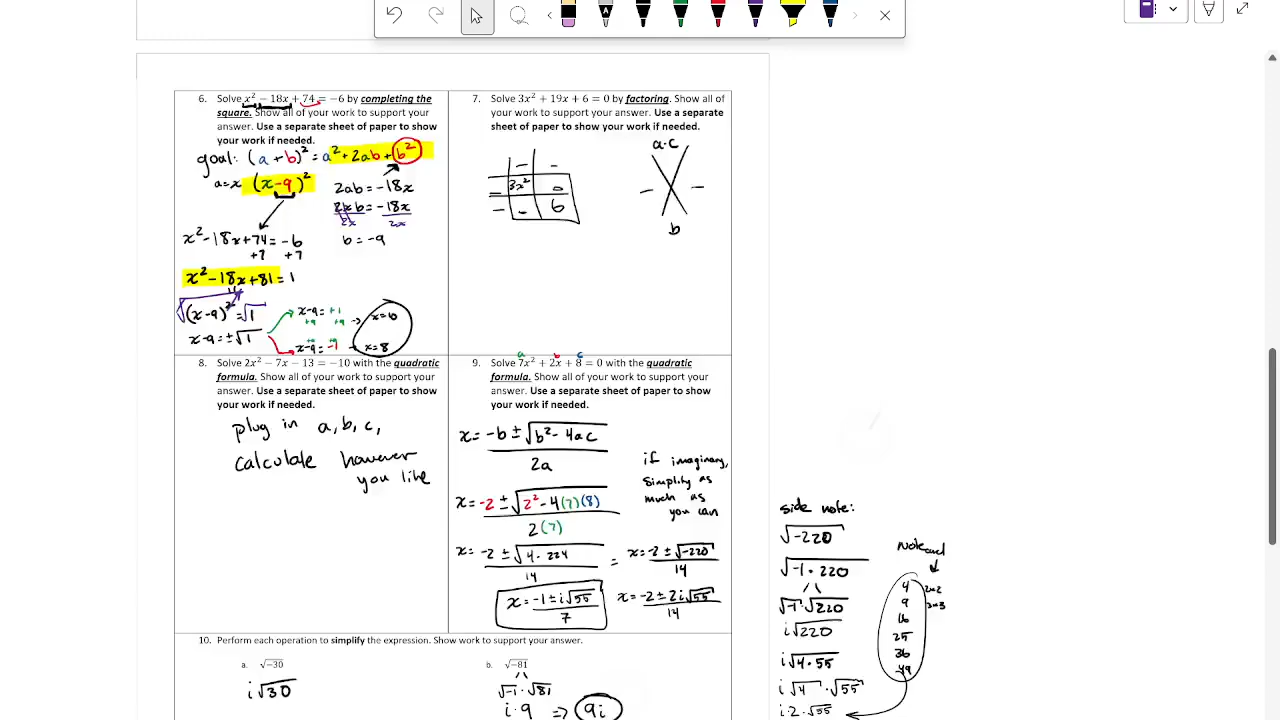 6. Solve x² − 18x + 74 = −6 by completing the
square. Show all of your work to support your
answer. Use a separate sheet of paper to show
your work if needed.
goal: (a + b)² = a² + 2ab + b²
a=x (x−9)²
2ab = −18x
2xb = −18x
2x 2x
b = −9
x²−18x+74 = −6
+7 +7
x²−18x+81 = 1
√(x−9)² = √1
x−9 = ±√1
x−9 = +1
+9 +9
x−9 = −1
+9 +9
x=8
7. Solve 3x² + 19x + 6 = 0 by factoring. Show all of
your work to support your answer. Use a separate
sheet of paper to show your work if needed.
3x²
6
a·c
b
8. Solve 2x² − 7x − 13 = −10 with the quadratic
formula. Show all of your work to support your
answer. Use a separate sheet of paper to show
your work if needed.
plug in a, b, c,
calculate however
you like
a b c
9. Solve 7x² + 2x + 8 = 0 with the quadratic
formula. Show all of your work to support your
answer. Use a separate sheet of paper to show
your work if needed.
x = −b ± √b² − 4ac
2a
x = −2 ± √2² − 4(7)(8)
2(7)
x = −2 ± √4 − 224
14
= x = −2 ± √−220
14
x = −2 ± 2i√55
14
x = −1 ± i√55
7
if imaginary,
simplify as
much as
you can
side note:
√−220
√−1 · 220
√−1 · √220
i√220
i√4·55
i√4 · √55
i·2·√55
4 2×2
9 3×3
16
25
36
49
10. Perform each operation to simplify the expression. Show work to support your answer.
a. √−30
i√30
b. √−81
√−1 · √81
i · 9 ⇒ 9i